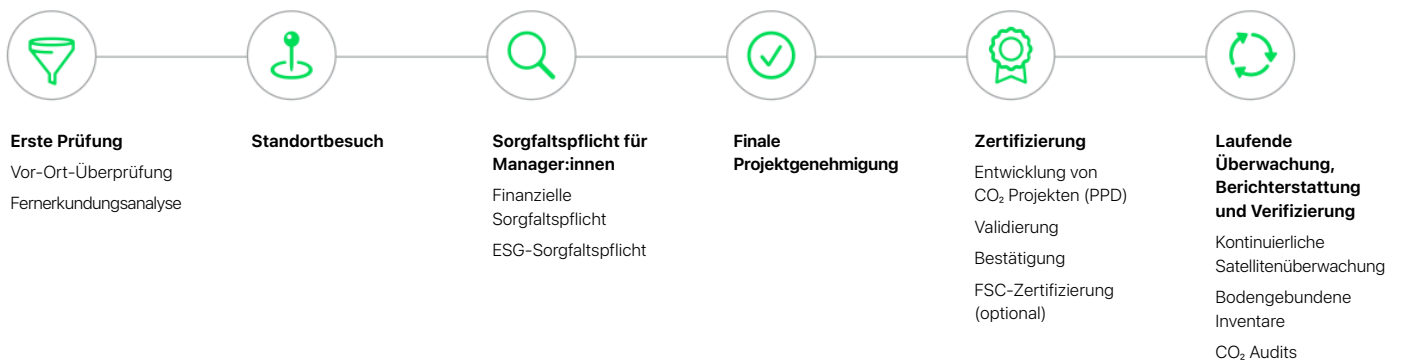 Erste Prüfung
Vor-Ort-Überprüfung
Fernerkundungsanalyse
Standortbesuch
Sorgfaltspflicht für
Manager:innen
Finanzielle
Sorgfaltspflicht
ESG-Sorgfaltspflicht
Finale
Projektgenehmigung
Zertifizierung
Entwicklung von
CO₂ Projekten (PPD)
Validierung
Bestätigung
FSC-Zertifizierung
(optional)
Laufende
Überwachung,
Berichterstattung
und Verifizierung
Kontinuierliche
Satellitenüberwachung
Bodengebundene
Inventare
CO₂ Audits